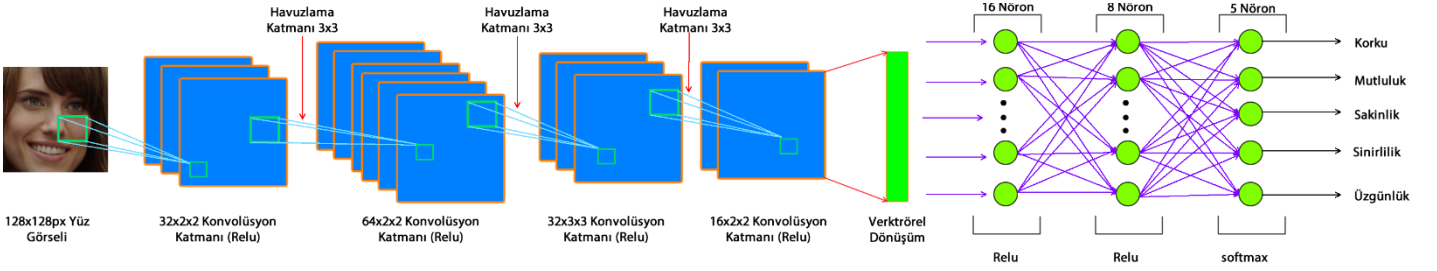 Havuzlama
Katmanı 3x3
Havuzlama
Katmanı 3x3
Havuzlama
Katmanı 3x3
16 Nöron
8 Nöron
5 Nöron
Korku
Mutluluk
Sakinlik
Sinirlilik
Üzgünlük
128x128px Yüz
Görseli
32x2x2 Konvolüsyon
Katmanı (Relu)
64x2x2 Konvolüsyon
Katmanı (Relu)
32x3x3 Konvolüsyon
Katmanı (Relu)
16x2x2 Konvolüsyon
Katmanı (Relu)
Verktrörel
Dönüşüm
Relu
Relu
softmax